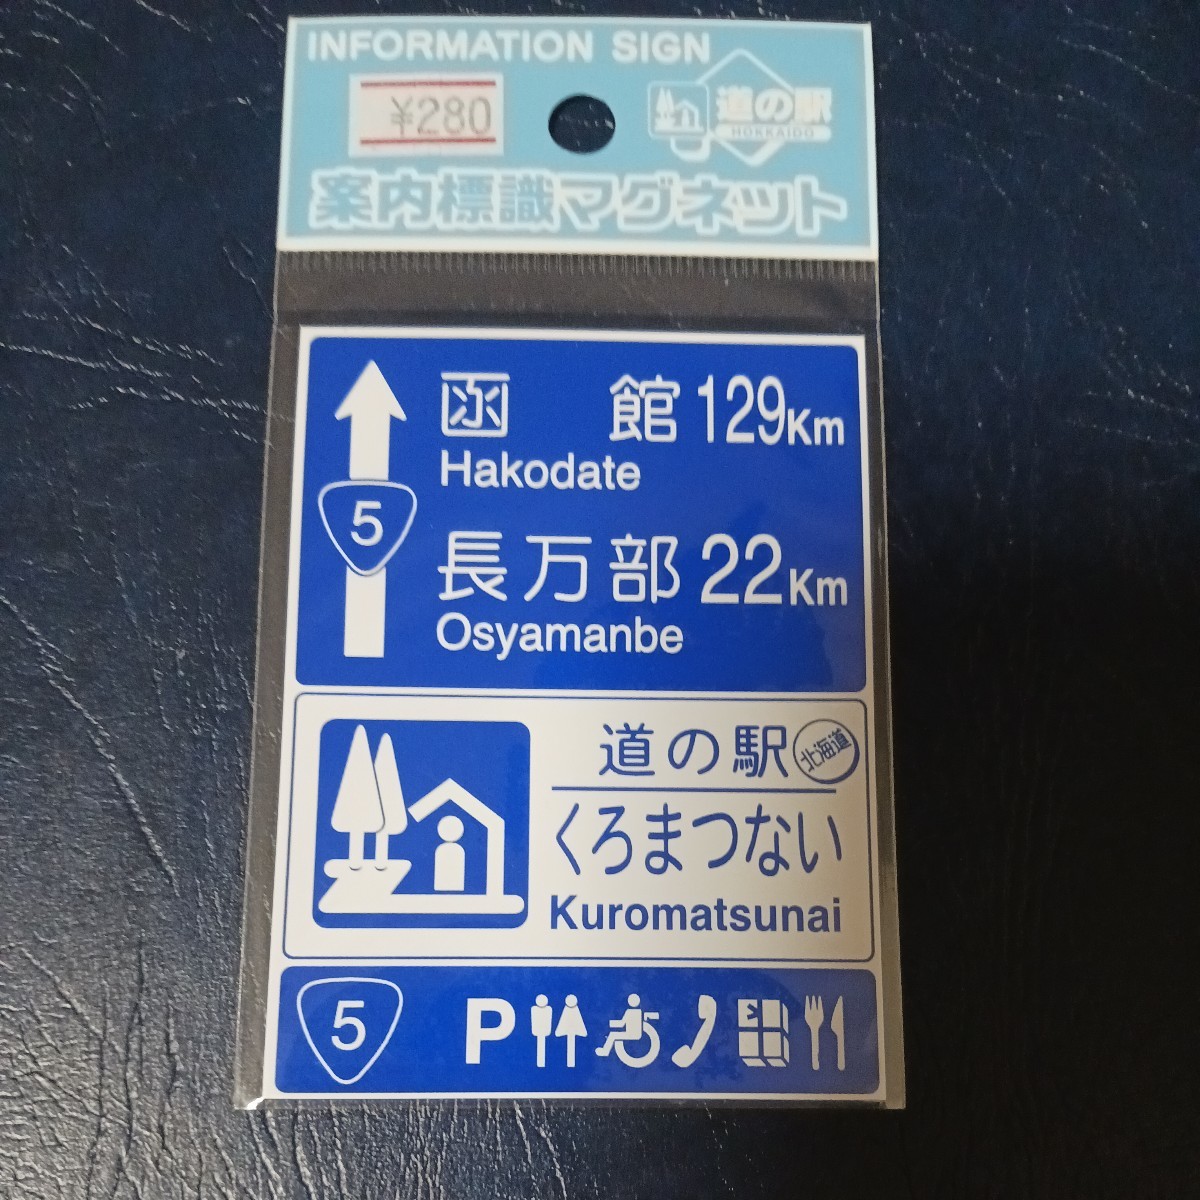 INFORMATION SIGN
¥280
道の駅
HOKKAIDO
案内標識マグネット
函館 129Km
Hakodate
5
長万部 22Km
Osyamanbe
道の駅 北海道
くろまつない
Kuromatsunai
5 P